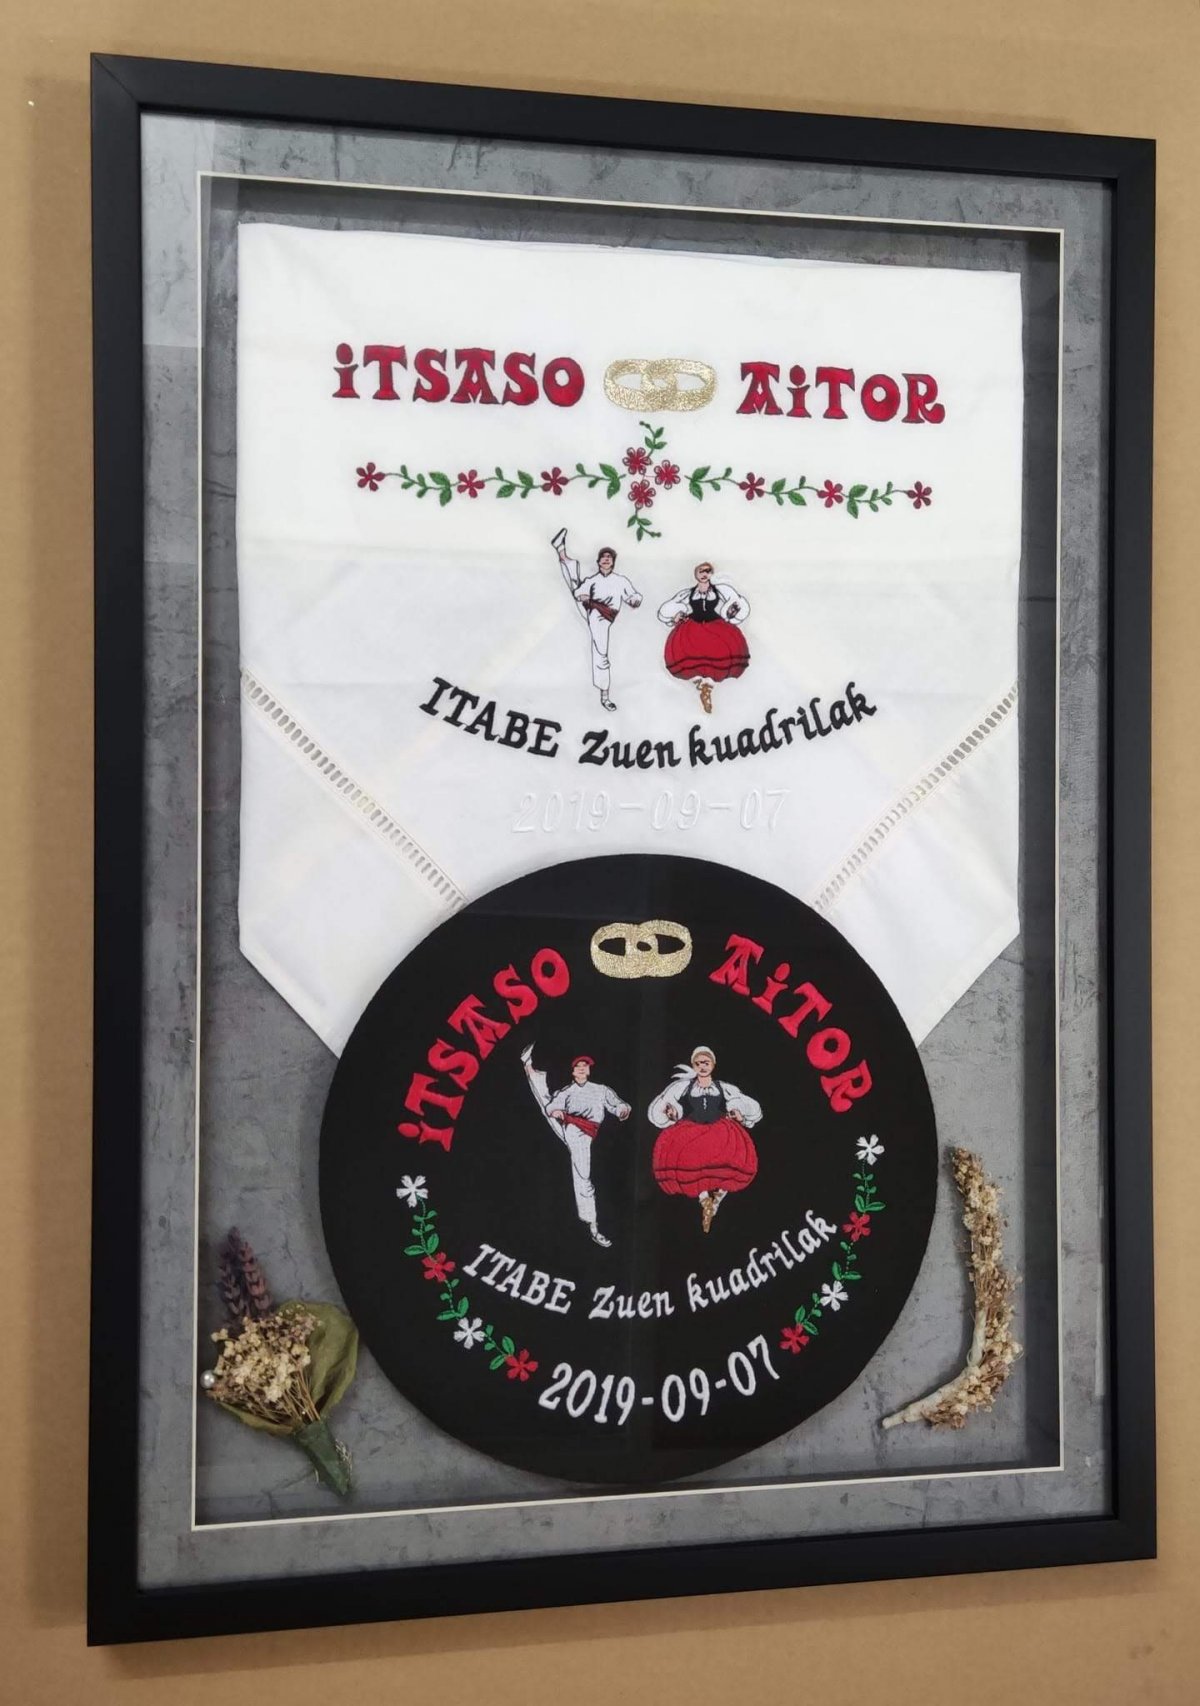 iTSASO AiTOR
ITABE Zuen kuadrilak
2019-09-07
iTSASO AiTOR
ITABE Zuen kuadrilak
2019-09-07